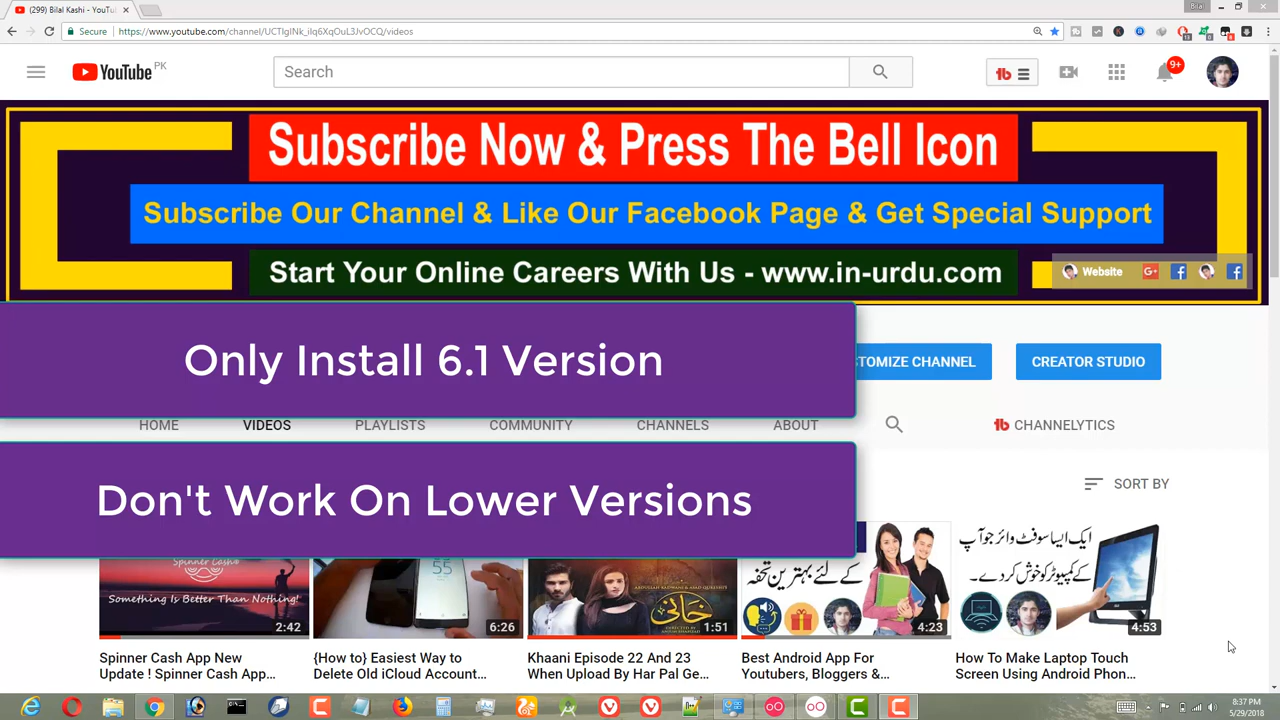 (299) Bilal Kashi - YouTu
Bilal
Secure
https://www.youtube.com/channel/UCTIgINk_iIq6XqOuL3JvOCQ/videos
YouTube PK
Search
9+
Subscribe Now & Press The Bell Icon
Subscribe Our Channel & Like Our Facebook Page & Get Special Support
Start Your Online Careers With Us - www.in-urdu.com
Website
Only Install 6.1 Version
TOMIZE CHANNEL
CREATOR STUDIO
HOME
VIDEOS
PLAYLISTS
COMMUNITY
CHANNELS
ABOUT
CHANNELYTICS
Don't Work On Lower Versions
SORT BY
Spinner Cash
Something Is Better Than Nothing!
2:42
55
6:26
خانی
1:51
کے لئے بہترین تحفہ
4:23
ایک ایسا سوفٹ وائر جو آپ
کے کمپیوٹر کو خوش کر دے۔
4:53
Spinner Cash App New
Update ! Spinner Cash App...
{How to} Easiest Way to
Delete Old iCloud Account...
Khaani Episode 22 And 23
When Upload By Har Pal Ge...
Best Android App For
Youtubers, Bloggers &...
How To Make Laptop Touch
Screen Using Android Phon...
8:37 PM
5/29/2018